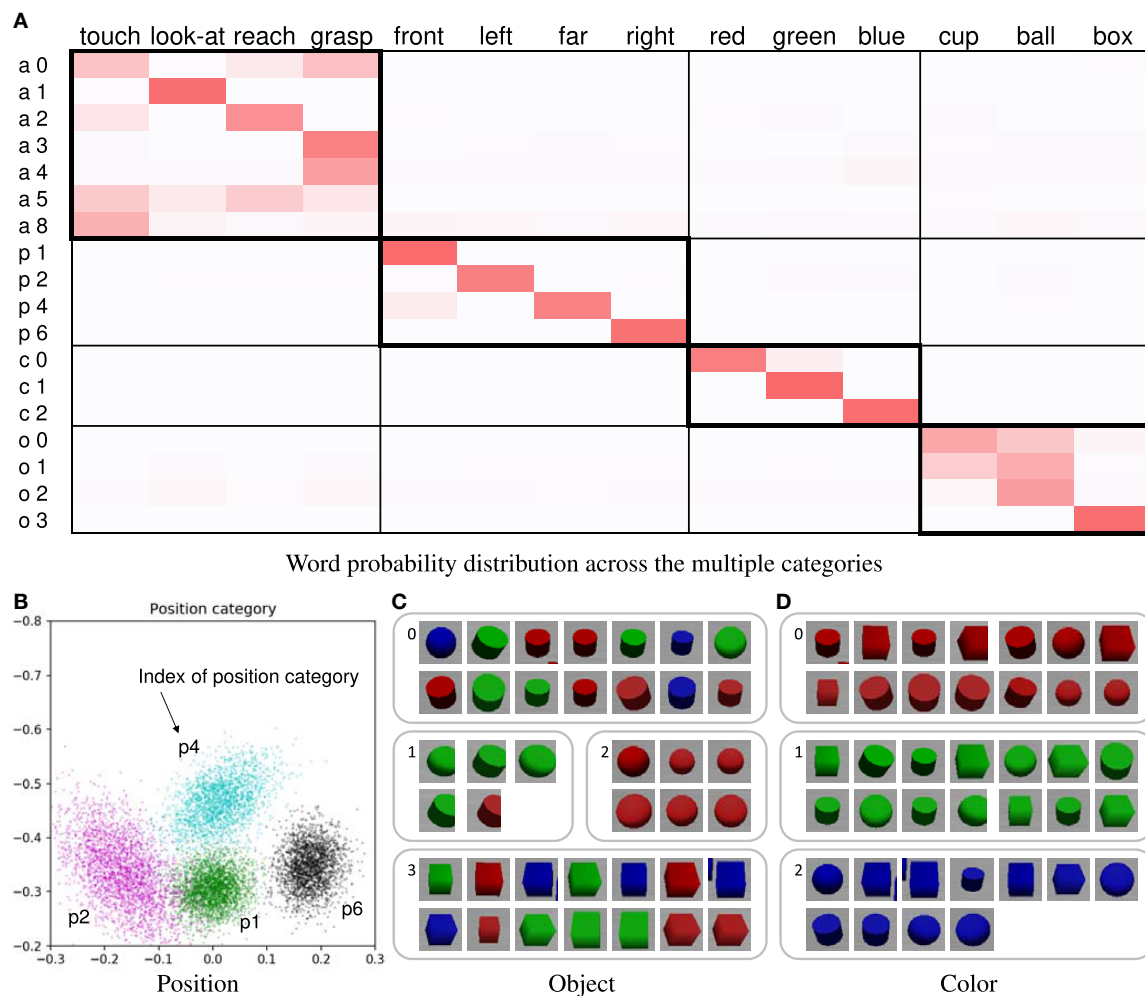 A
touch look-at reach grasp front left far right red green blue cup ball box
a 0
a 1
a 2
a 3
a 4
a 5
a 8
p 1
p 2
p 4
p 6
c 0
c 1
c 2
o 0
o 1
o 2
o 3
Word probability distribution across the multiple categories
B
Position category
−0.8
−0.7
−0.6
−0.5
−0.4
−0.3
−0.2
Index of position category
p4
p2
p1
p6
−0.3 −0.2 −0.1 0.0 0.1 0.2 0.3
Position
C
0
1
2
3
Object
D
0
1
2
Color